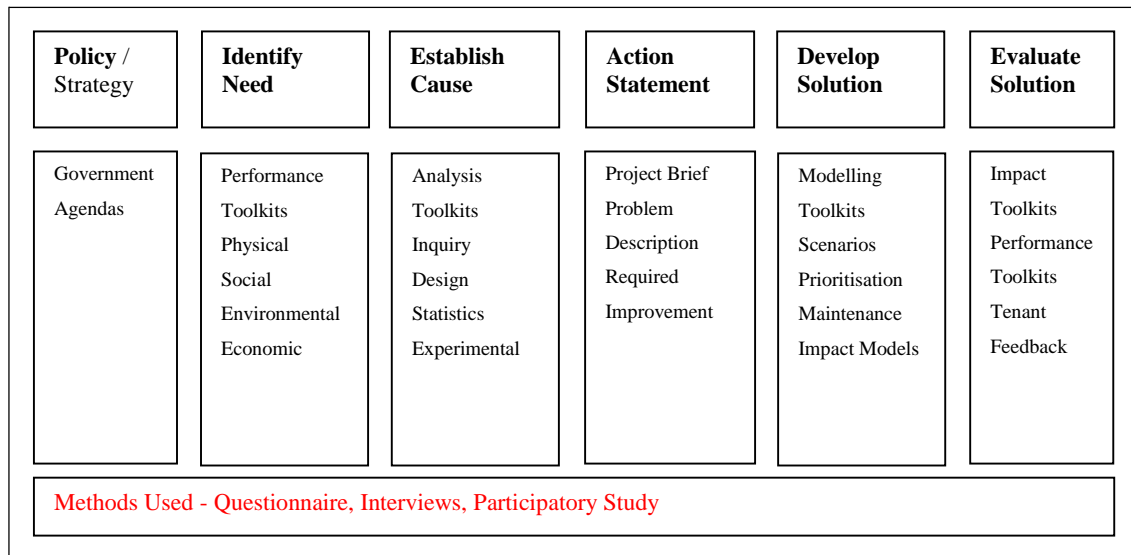 Policy /
Strategy
Identify
Need
Establish
Cause
Action
Statement
Develop
Solution
Evaluate
Solution
Government
Agendas
Performance
Toolkits
Physical
Social
Environmental
Economic
Analysis
Toolkits
Inquiry
Design
Statistics
Experimental
Project Brief
Problem
Description
Required
Improvement
Modelling
Toolkits
Scenarios
Prioritisation
Maintenance
Impact Models
Impact
Toolkits
Performance
Toolkits
Tenant
Feedback
Methods Used - Questionnaire, Interviews, Participatory Study